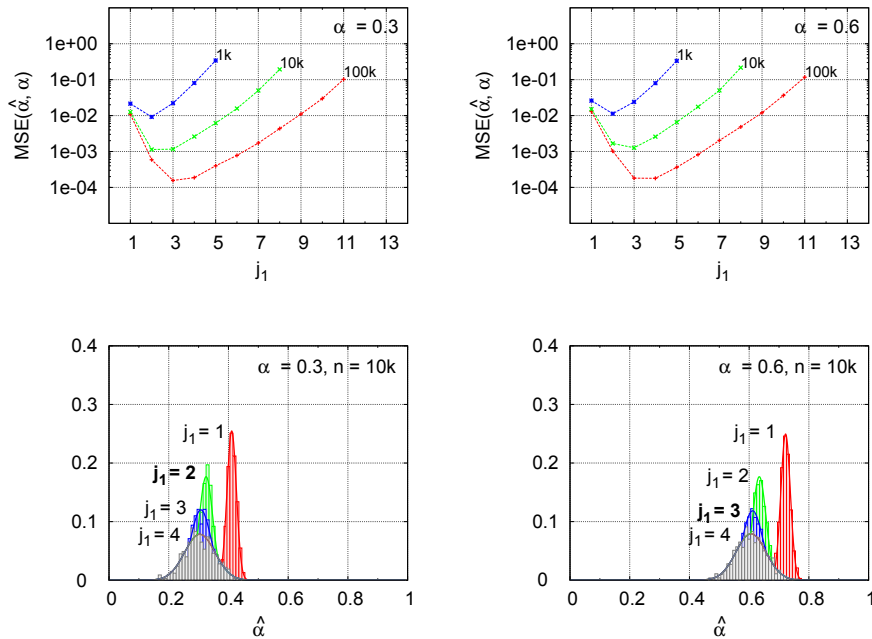 α = 0.3
1e+00
1e-01
1e-02
1e-03
1e-04
MSE(α̂, α)
1k
10k
100k
1 3 5 7 9 11 13
j₁
α = 0.6
1e+00
1e-01
1e-02
1e-03
1e-04
MSE(α̂, α)
1k
10k
100k
1 3 5 7 9 11 13
j₁
α = 0.3, n = 10k
0.4
0.3
0.2
0.1
0
j₁ = 1
j₁ = 2
j₁ = 3
j₁ = 4
0 0.2 0.4 0.6 0.8 1
α̂
α = 0.6, n = 10k
0.4
0.3
0.2
0.1
0
j₁ = 1
j₁ = 2
j₁ = 3
j₁ = 4
0 0.2 0.4 0.6 0.8 1
α̂